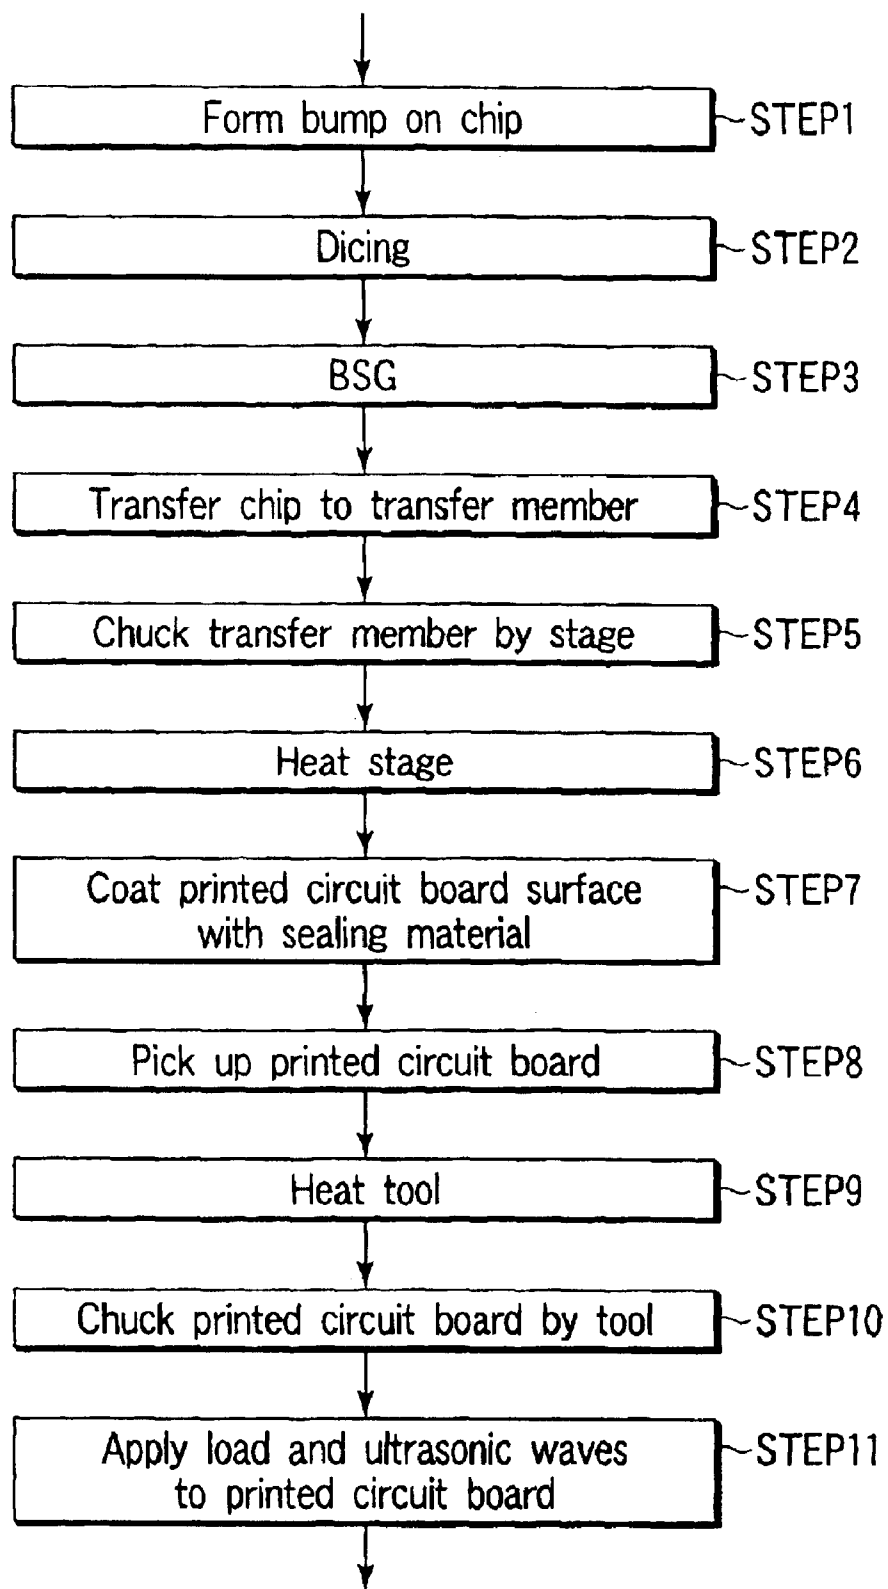 Form bump on chip
STEP1
Dicing
STEP2
BSG
STEP3
Transfer chip to transfer member
STEP4
Chuck transfer member by stage
STEP5
Heat stage
STEP6
Coat printed circuit board surface
with sealing material
STEP7
Pick up printed circuit board
STEP8
Heat tool
STEP9
Chuck printed circuit board by tool
STEP10
Apply load and ultrasonic waves
to printed circuit board
STEP11